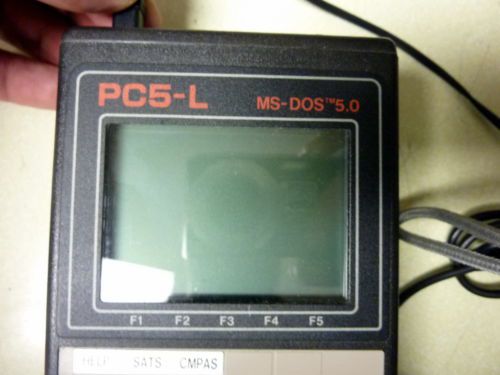 PC5-L MS-DOS™5.0
F1 F2 F3 F4 F5
HELP SATS CMPAS